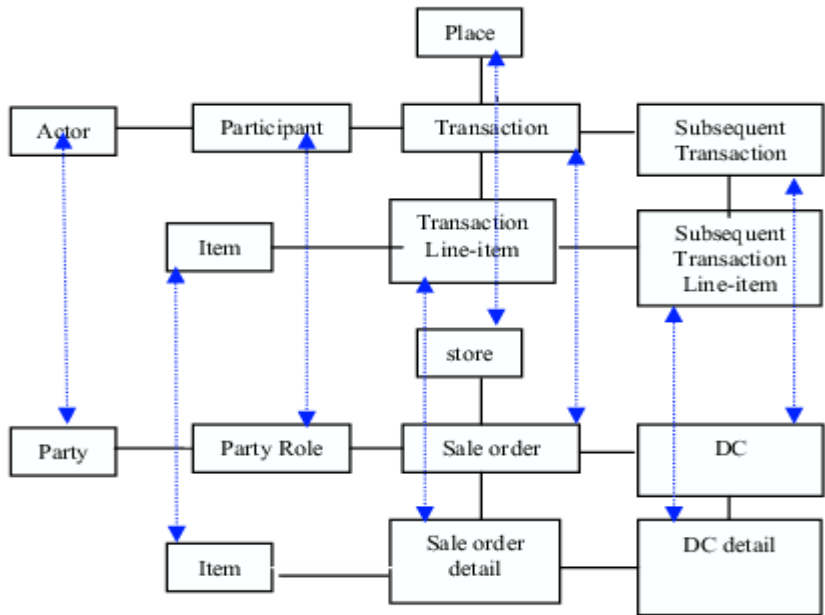 Place
Actor
Participant
Transaction
Subsequent
Transaction
Item
Transaction
Line-item
Subsequent
Transaction
Line-item
store
Party
Party Role
Sale order
DC
Item
Sale order
detail
DC detail